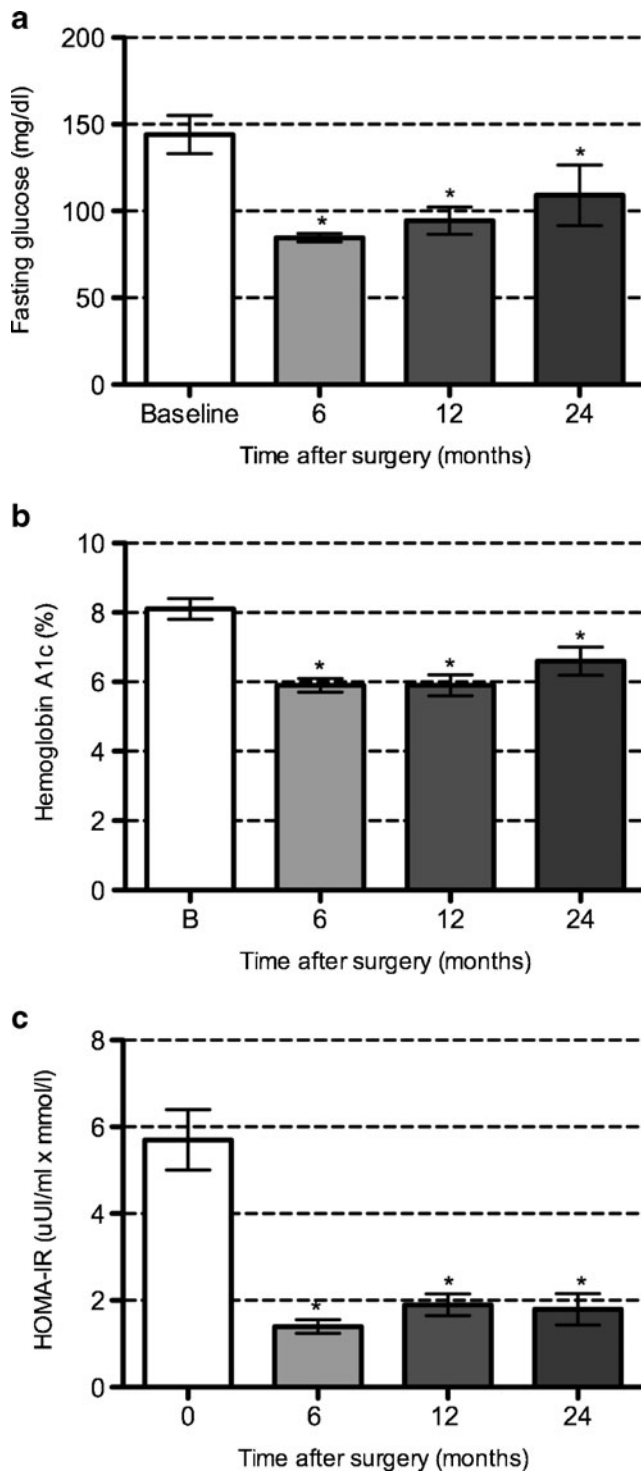 a
Fasting glucose (mg/dl)
200
150
100
50
0
*
*
*
Baseline 6 12 24
Time after surgery (months)
b
Hemoglobin A1c (%)
10
8
6
4
2
0
*
*
*
B 6 12 24
Time after surgery (months)
c
HOMA-IR (uUI/ml x mmol/l)
8
6
4
2
0
*
*
*
0 6 12 24
Time after surgery (months)